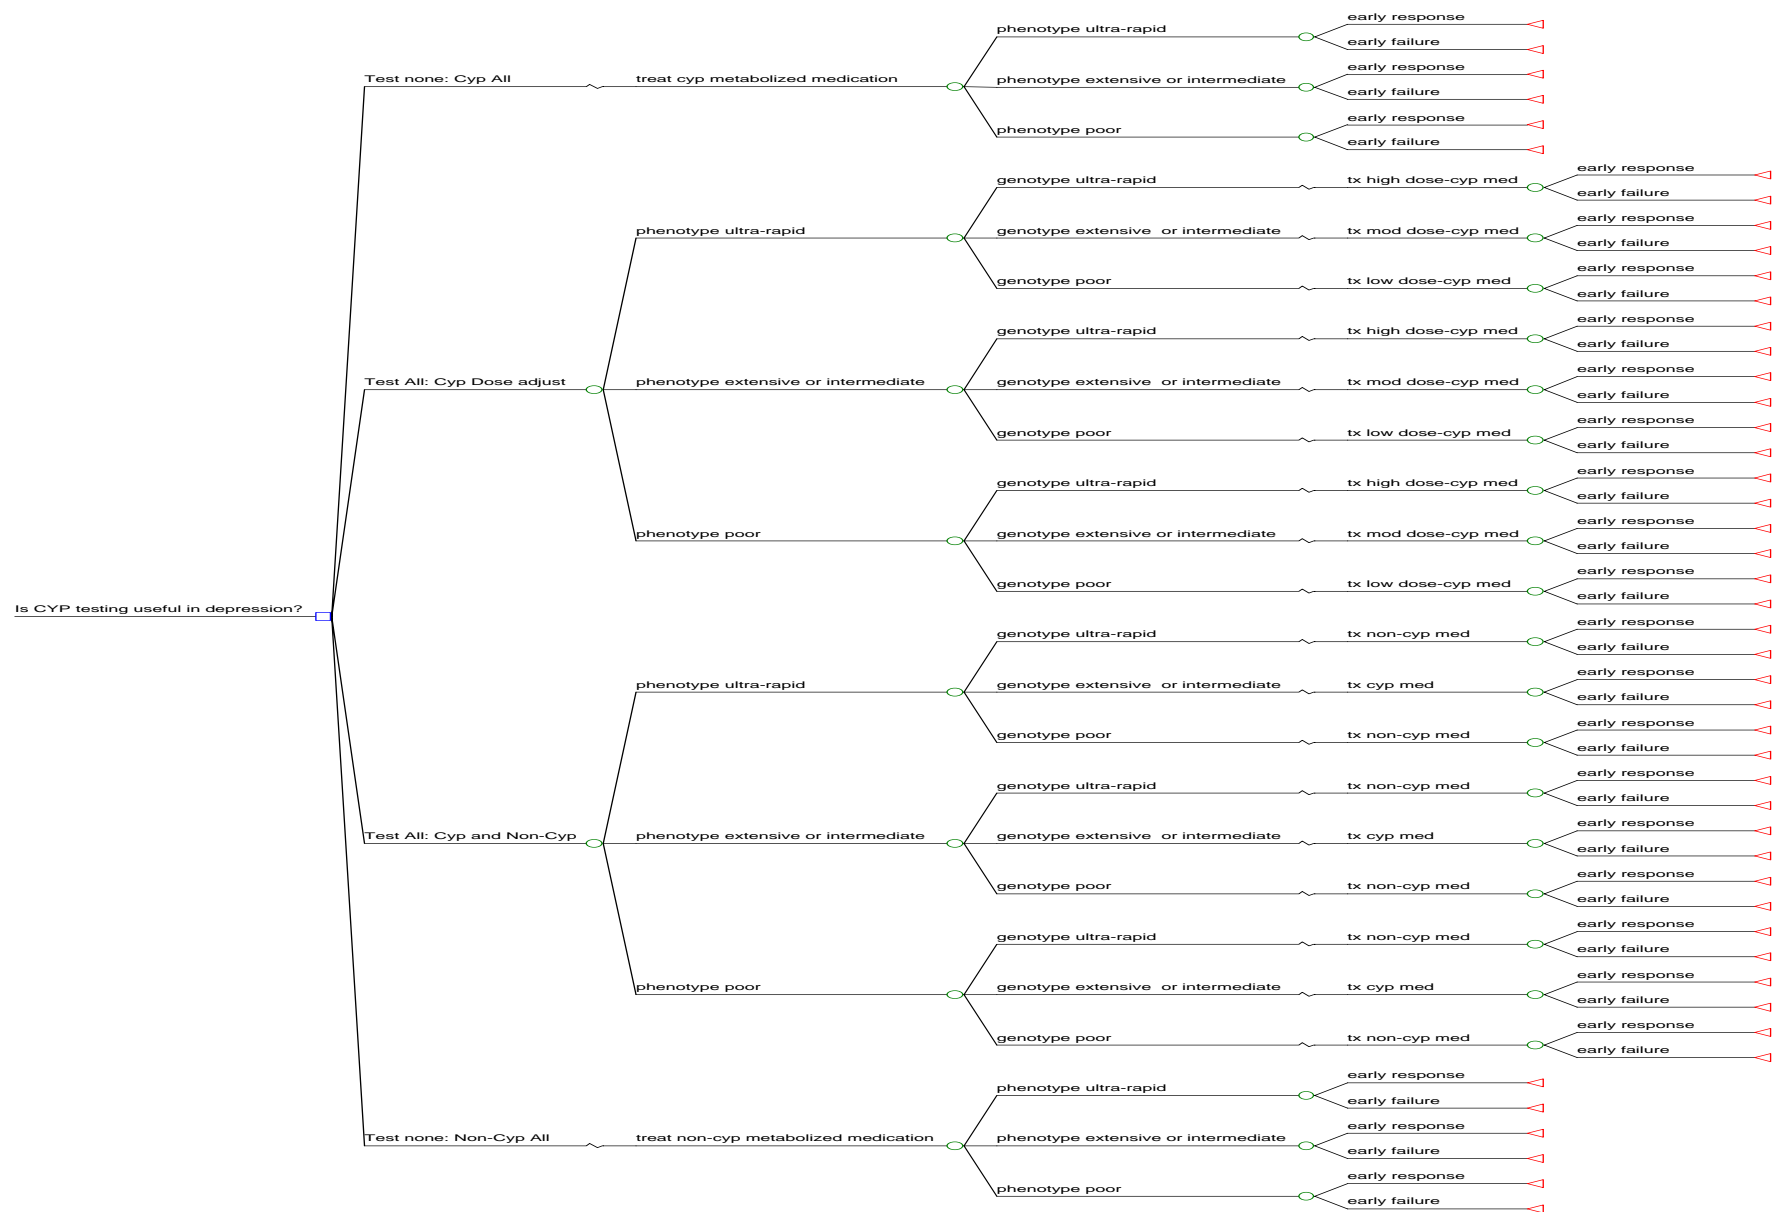 Is CYP testing useful in depression?
Test none: Cyp All
treat cyp metabolized medication
phenotype ultra-rapid
early response
early failure
phenotype extensive or intermediate
early response
early failure
phenotype poor
early response
early failure
Test All: Cyp Dose adjust
phenotype ultra-rapid
genotype ultra-rapid
tx high dose-cyp med
early response
early failure
genotype extensive  or intermediate
tx mod dose-cyp med
early response
early failure
genotype poor
tx low dose-cyp med
early response
early failure
phenotype extensive or intermediate
genotype ultra-rapid
tx high dose-cyp med
early response
early failure
genotype extensive  or intermediate
tx mod dose-cyp med
early response
early failure
genotype poor
tx low dose-cyp med
early response
early failure
phenotype poor
genotype ultra-rapid
tx high dose-cyp med
early response
early failure
genotype extensive or intermediate
tx mod dose-cyp med
early response
early failure
genotype poor
tx low dose-cyp med
early response
early failure
Test All: Cyp and Non-Cyp
phenotype ultra-rapid
genotype ultra-rapid
tx non-cyp med
early response
early failure
genotype extensive  or intermediate
tx cyp med
early response
early failure
genotype poor
tx non-cyp med
early response
early failure
phenotype extensive or intermediate
genotype ultra-rapid
tx non-cyp med
early response
early failure
genotype extensive  or intermediate
tx cyp med
early response
early failure
genotype poor
tx non-cyp med
early response
early failure
phenotype poor
genotype ultra-rapid
tx non-cyp med
early response
early failure
genotype extensive  or intermediate
tx cyp med
early response
early failure
genotype poor
tx non-cyp med
early response
early failure
Test none: Non-Cyp All
treat non-cyp metabolized medication
phenotype ultra-rapid
early response
early failure
phenotype extensive or intermediate
early response
early failure
phenotype poor
early response
early failure